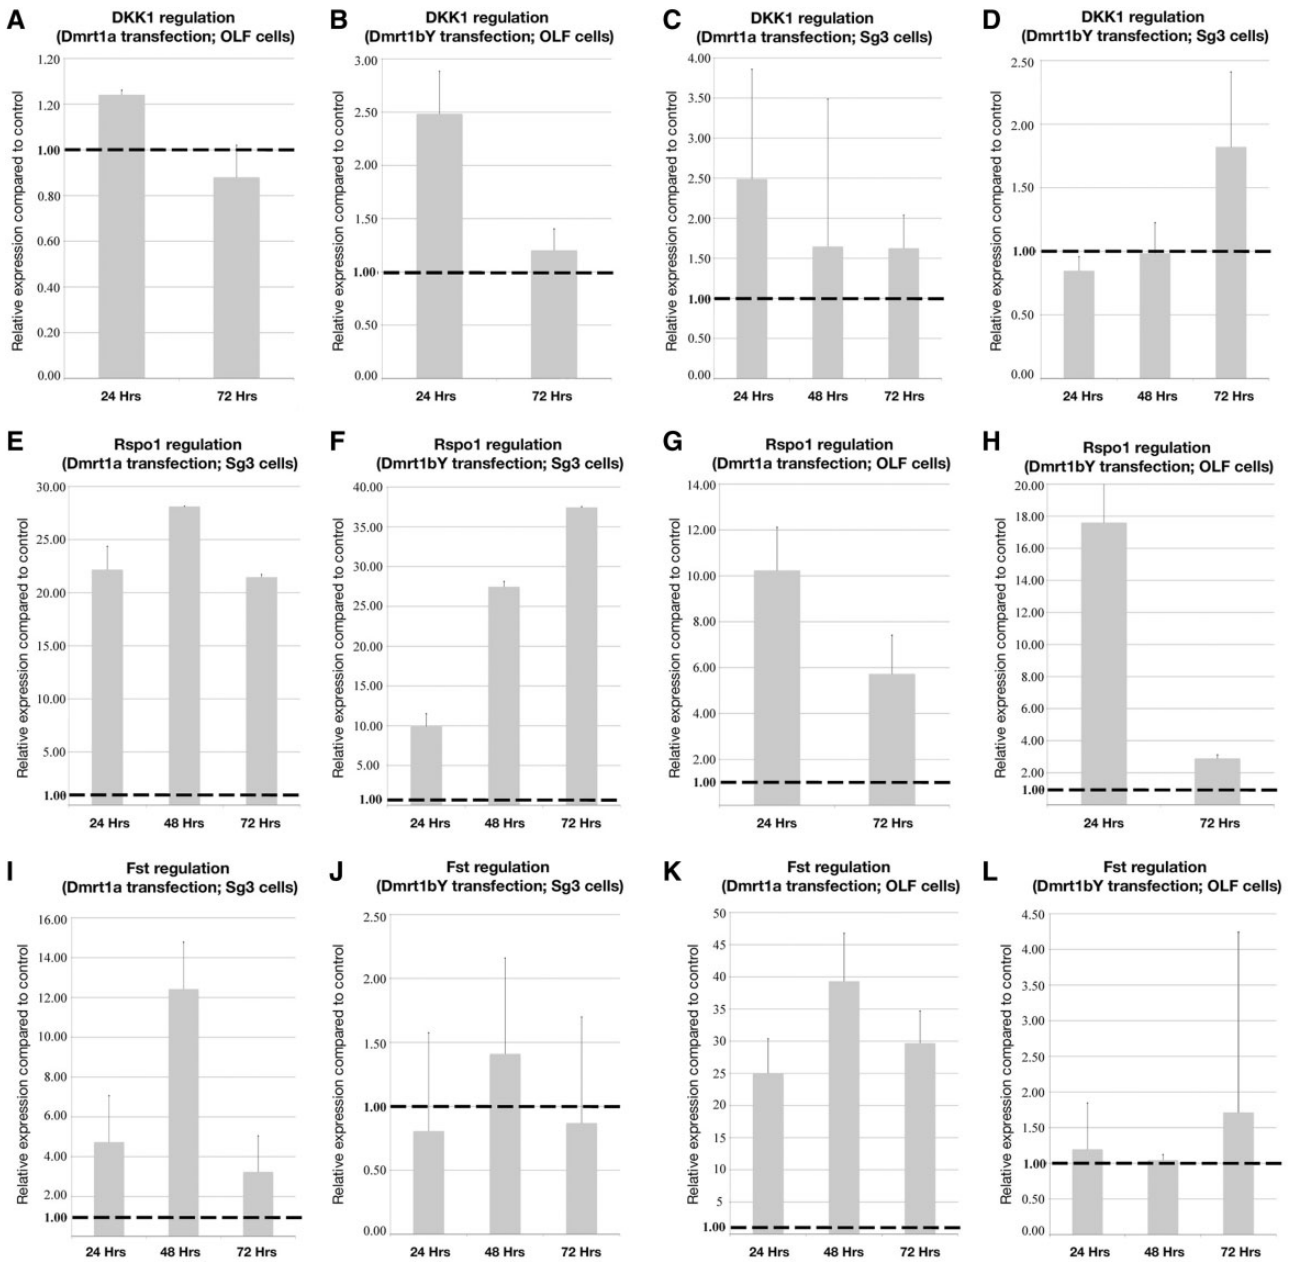 A
DKK1 regulation
(Dmrt1a transfection; OLF cells)
Relative expression compared to control
1.20
1.20
1.00
0.80
0.60
0.40
0.20
0.00
24 Hrs 72 Hrs
B
DKK1 regulation
(Dmrt1bY transfection; OLF cells)
Relative expression compared to control
3.00
2.50
2.00
1.50
1.00
0.50
0.00
24 Hrs 72 Hrs
C
DKK1 regulation
(Dmrt1a transfection; Sg3 cells)
Relative expression compared to control
4.00
3.50
3.00
2.50
2.00
1.50
1.00
0.50
0.00
24 Hrs 48 Hrs 72 Hrs
D
DKK1 regulation
(Dmrt1bY transfection; Sg3 cells)
Relative expression compared to control
2.50
2.00
1.50
1.00
0.50
0.00
24 Hrs 48 Hrs 72 Hrs
E
Rspo1 regulation
(Dmrt1a transfection; Sg3 cells)
Relative expression compared to control
30.00
25.00
20.00
15.00
10.00
5.00
1.00
24 Hrs 48 Hrs 72 Hrs
F
Rspo1 regulation
(Dmrt1bY transfection; Sg3 cells)
Relative expression compared to control
40.00
35.00
30.00
25.00
20.00
15.00
10.00
5.00
1.00
24 Hrs 48 Hrs 72 Hrs
G
Rspo1 regulation
(Dmrt1a transfection; OLF cells)
Relative expression compared to control
14.00
12.00
10.00
8.00
6.00
4.00
2.00
1.00
24 Hrs 72 Hrs
H
Rspo1 regulation
(Dmrt1bY transfection; OLF cells)
Relative expression compared to control
20.00
18.00
16.00
14.00
12.00
10.00
8.00
6.00
4.00
2.00
1.00
24 Hrs 72 Hrs
I
Fst regulation
(Dmrt1a transfection; Sg3 cells)
Relative expression compared to control
16.00
14.00
12.00
10.00
8.00
6.00
4.00
2.00
1.00
24 Hrs 48 Hrs 72 Hrs
J
Fst regulation
(Dmrt1bY transfection; Sg3 cells)
Relative expression compared to control
2.50
2.00
1.50
1.00
0.50
0.00
24 Hrs 48 Hrs 72 Hrs
K
Fst regulation
(Dmrt1a transfection; OLF cells)
Relative expression compared to control
50
45
40
35
30
25
20
15
10
5
1.00
24 Hrs 48 Hrs 72 Hrs
L
Fst regulation
(Dmrt1bY transfection; OLF cells)
Relative expression compared to control
4.50
4.00
3.50
3.00
2.50
2.00
1.50
1.00
0.50
0.00
24 Hrs 48 Hrs 72 Hrs